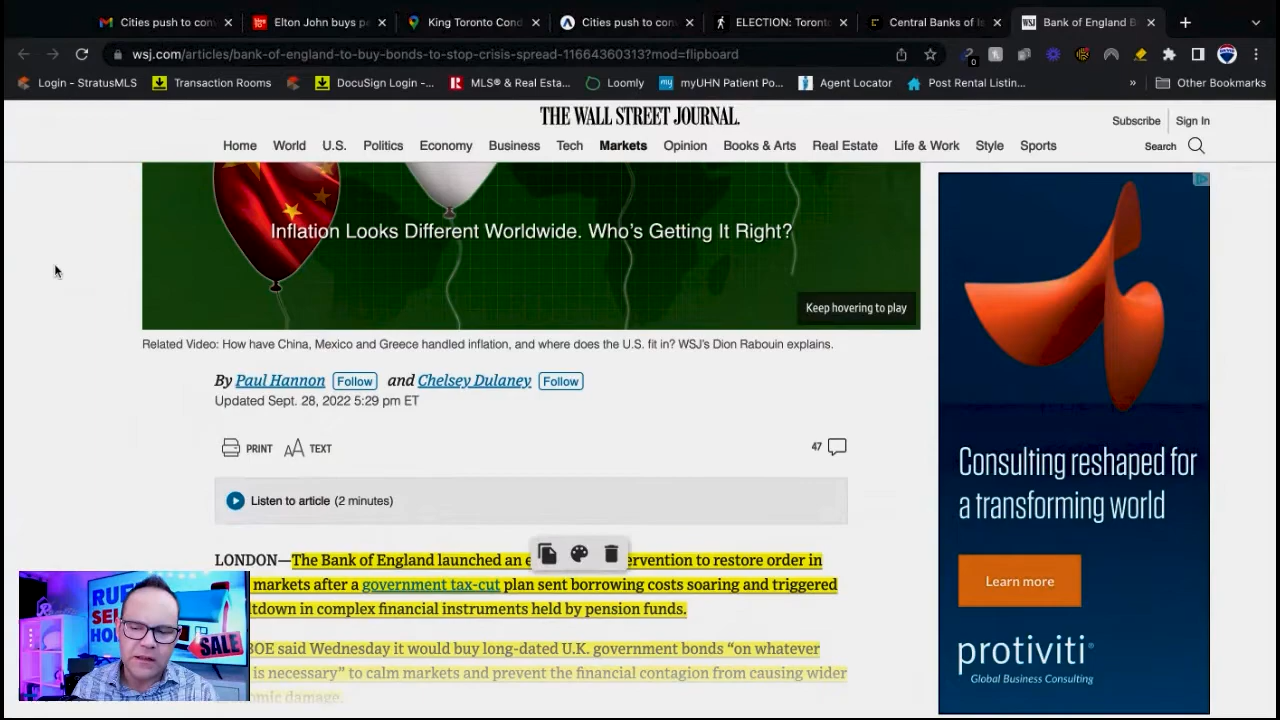 Cities push to con
Elton John buys pe
King Toronto Cond
Cities push to con
ELECTION: Toronto
Central Banks of Is
WSJ
Bank of England B
wsj.com/articles/bank-of-england-to-buy-bonds-to-stop-crisis-spread-11664360313?mod=flipboard
0
Login - StratusMLS
Transaction Rooms
DocuSign Login -...
MLS® & Real Esta...
Loomly
my
myUHN Patient Po...
Agent Locator
Post Rental Listin...
»
Other Bookmarks
THE WALL STREET JOURNAL.
Subscribe
Sign In
Home World U.S. Politics Economy Business Tech Markets Opinion Books & Arts Real Estate Life & Work Style Sports
Search
Inflation Looks Different Worldwide. Who's Getting It Right?
Keep hovering to play
Related Video: How have China, Mexico and Greece handled inflation, and where does the U.S. fit in? WSJ's Dion Rabouin explains.
By Paul Hannon Follow and Chelsey Dulaney Follow
Updated Sept. 28, 2022 5:29 pm ET
PRINT AA TEXT
47
Listen to article (2 minutes)
LONDON—The Bank of England launched an e ervention to restore order in
markets after a government tax-cut plan sent borrowing costs soaring and triggered
tdown in complex financial instruments held by pension funds.
BOE said Wednesday it would buy long-dated U.K. government bonds “on whatever
is necessary” to calm markets and prevent the financial contagion from causing wider
omic damage.
SALE
Consulting reshaped for
a transforming world
Learn more
protiviti®
Global Business Consulting